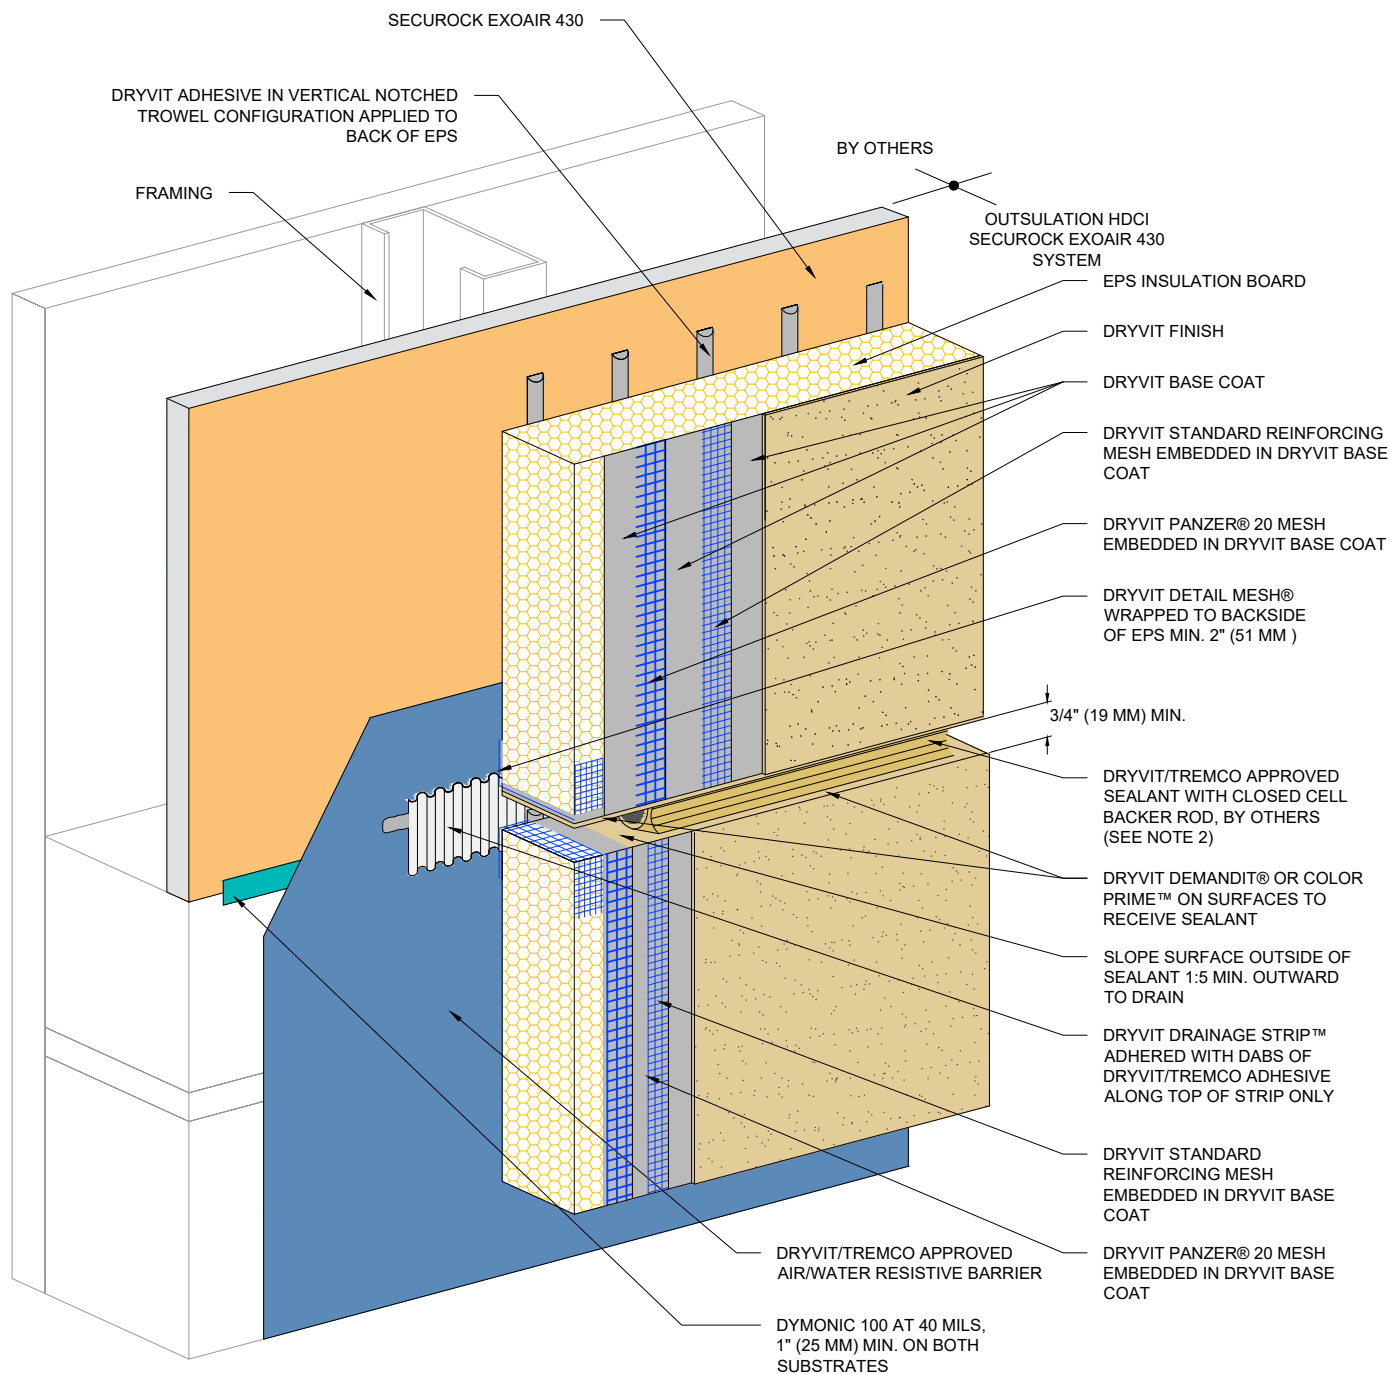 SECUROCK EXOAIR 430
DRYVIT ADHESIVE IN VERTICAL NOTCHED
TROWEL CONFIGURATION APPLIED TO
BACK OF EPS
BY OTHERS
FRAMING
OUTSULATION HDCI
SECUROCK EXOAIR 430
SYSTEM
EPS INSULATION BOARD
DRYVIT FINISH
DRYVIT BASE COAT
DRYVIT STANDARD REINFORCING
MESH EMBEDDED IN DRYVIT BASE
COAT
DRYVIT PANZER® 20 MESH
EMBEDDED IN DRYVIT BASE COAT
DRYVIT DETAIL MESH®
WRAPPED TO BACKSIDE
OF EPS MIN. 2" (51 MM )
3/4" (19 MM) MIN.
DRYVIT/TREMCO APPROVED
SEALANT WITH CLOSED CELL
BACKER ROD, BY OTHERS
(SEE NOTE 2)
DRYVIT DEMANDIT® OR COLOR
PRIME™ ON SURFACES TO
RECEIVE SEALANT
SLOPE SURFACE OUTSIDE OF
SEALANT 1:5 MIN. OUTWARD
TO DRAIN
DRYVIT DRAINAGE STRIP™
ADHERED WITH DABS OF
DRYVIT/TREMCO ADHESIVE
ALONG TOP OF STRIP ONLY
DRYVIT STANDARD
REINFORCING MESH
EMBEDDED IN DRYVIT BASE
COAT
DRYVIT PANZER® 20 MESH
EMBEDDED IN DRYVIT BASE
COAT
DRYVIT/TREMCO APPROVED
AIR/WATER RESISTIVE BARRIER
DYMONIC 100 AT 40 MILS,
1" (25 MM) MIN. ON BOTH
SUBSTRATES